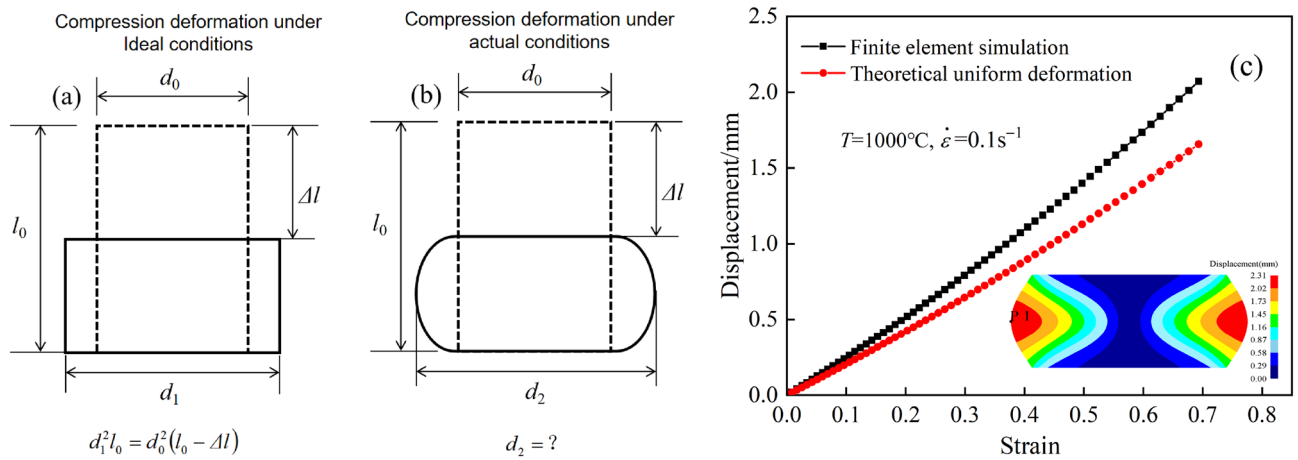 Compression deformation under
Ideal conditions
(a)
d₀
l₀
Δl
d₁
d₁²l₀ = d₀²(l₀ − Δl)
Compression deformation under
actual conditions
(b)
d₀
l₀
Δl
d₂
d₂ = ?
(c)
Finite element simulation
Theoretical uniform deformation
T=1000℃, ε̇=0.1s⁻¹
Displacement/mm
2.5
2.0
1.5
1.0
0.5
0.0
0.0 0.1 0.2 0.3 0.4 0.5 0.6 0.7 0.8
Strain
P 1
Displacement(mm)
2.31
2.02
1.73
1.45
1.16
0.87
0.58
0.29
0.00